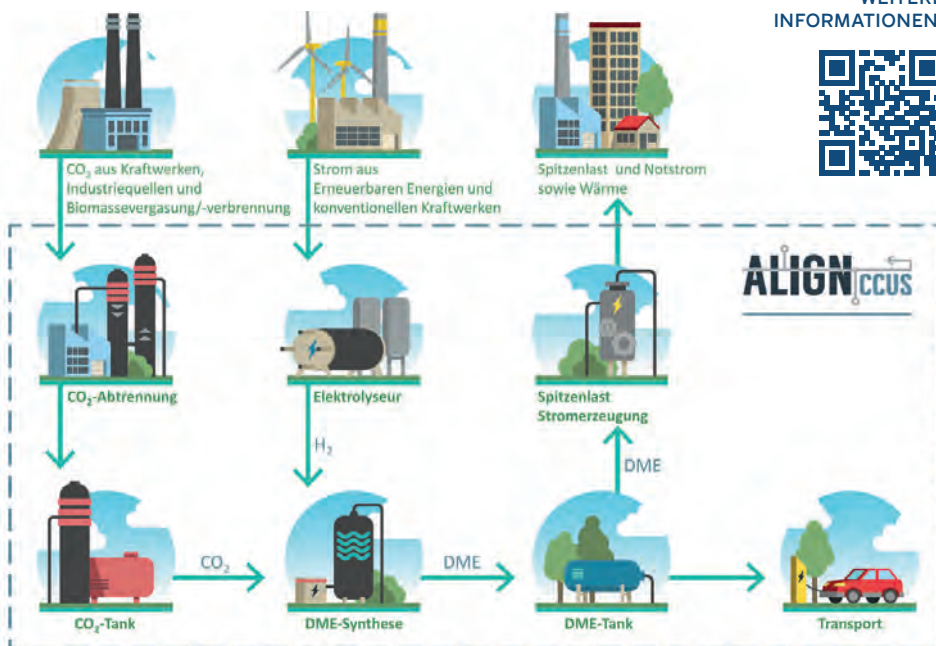 WEITERE
INFORMATIONEN
CO₂ aus Kraftwerken,
Industriequellen und
Biomassevergasung/-verbrennung
Strom aus
Erneuerbaren Energien und
konventionellen Kraftwerken
Spitzenlast und Notstrom
sowie Wärme
ALIGN CCUS
CO₂-Abtrennung
Elektrolyseur
Spitzenlast
Stromerzeugung
H₂
DME
CO₂
DME
CO₂-Tank
DME-Synthese
DME-Tank
Transport